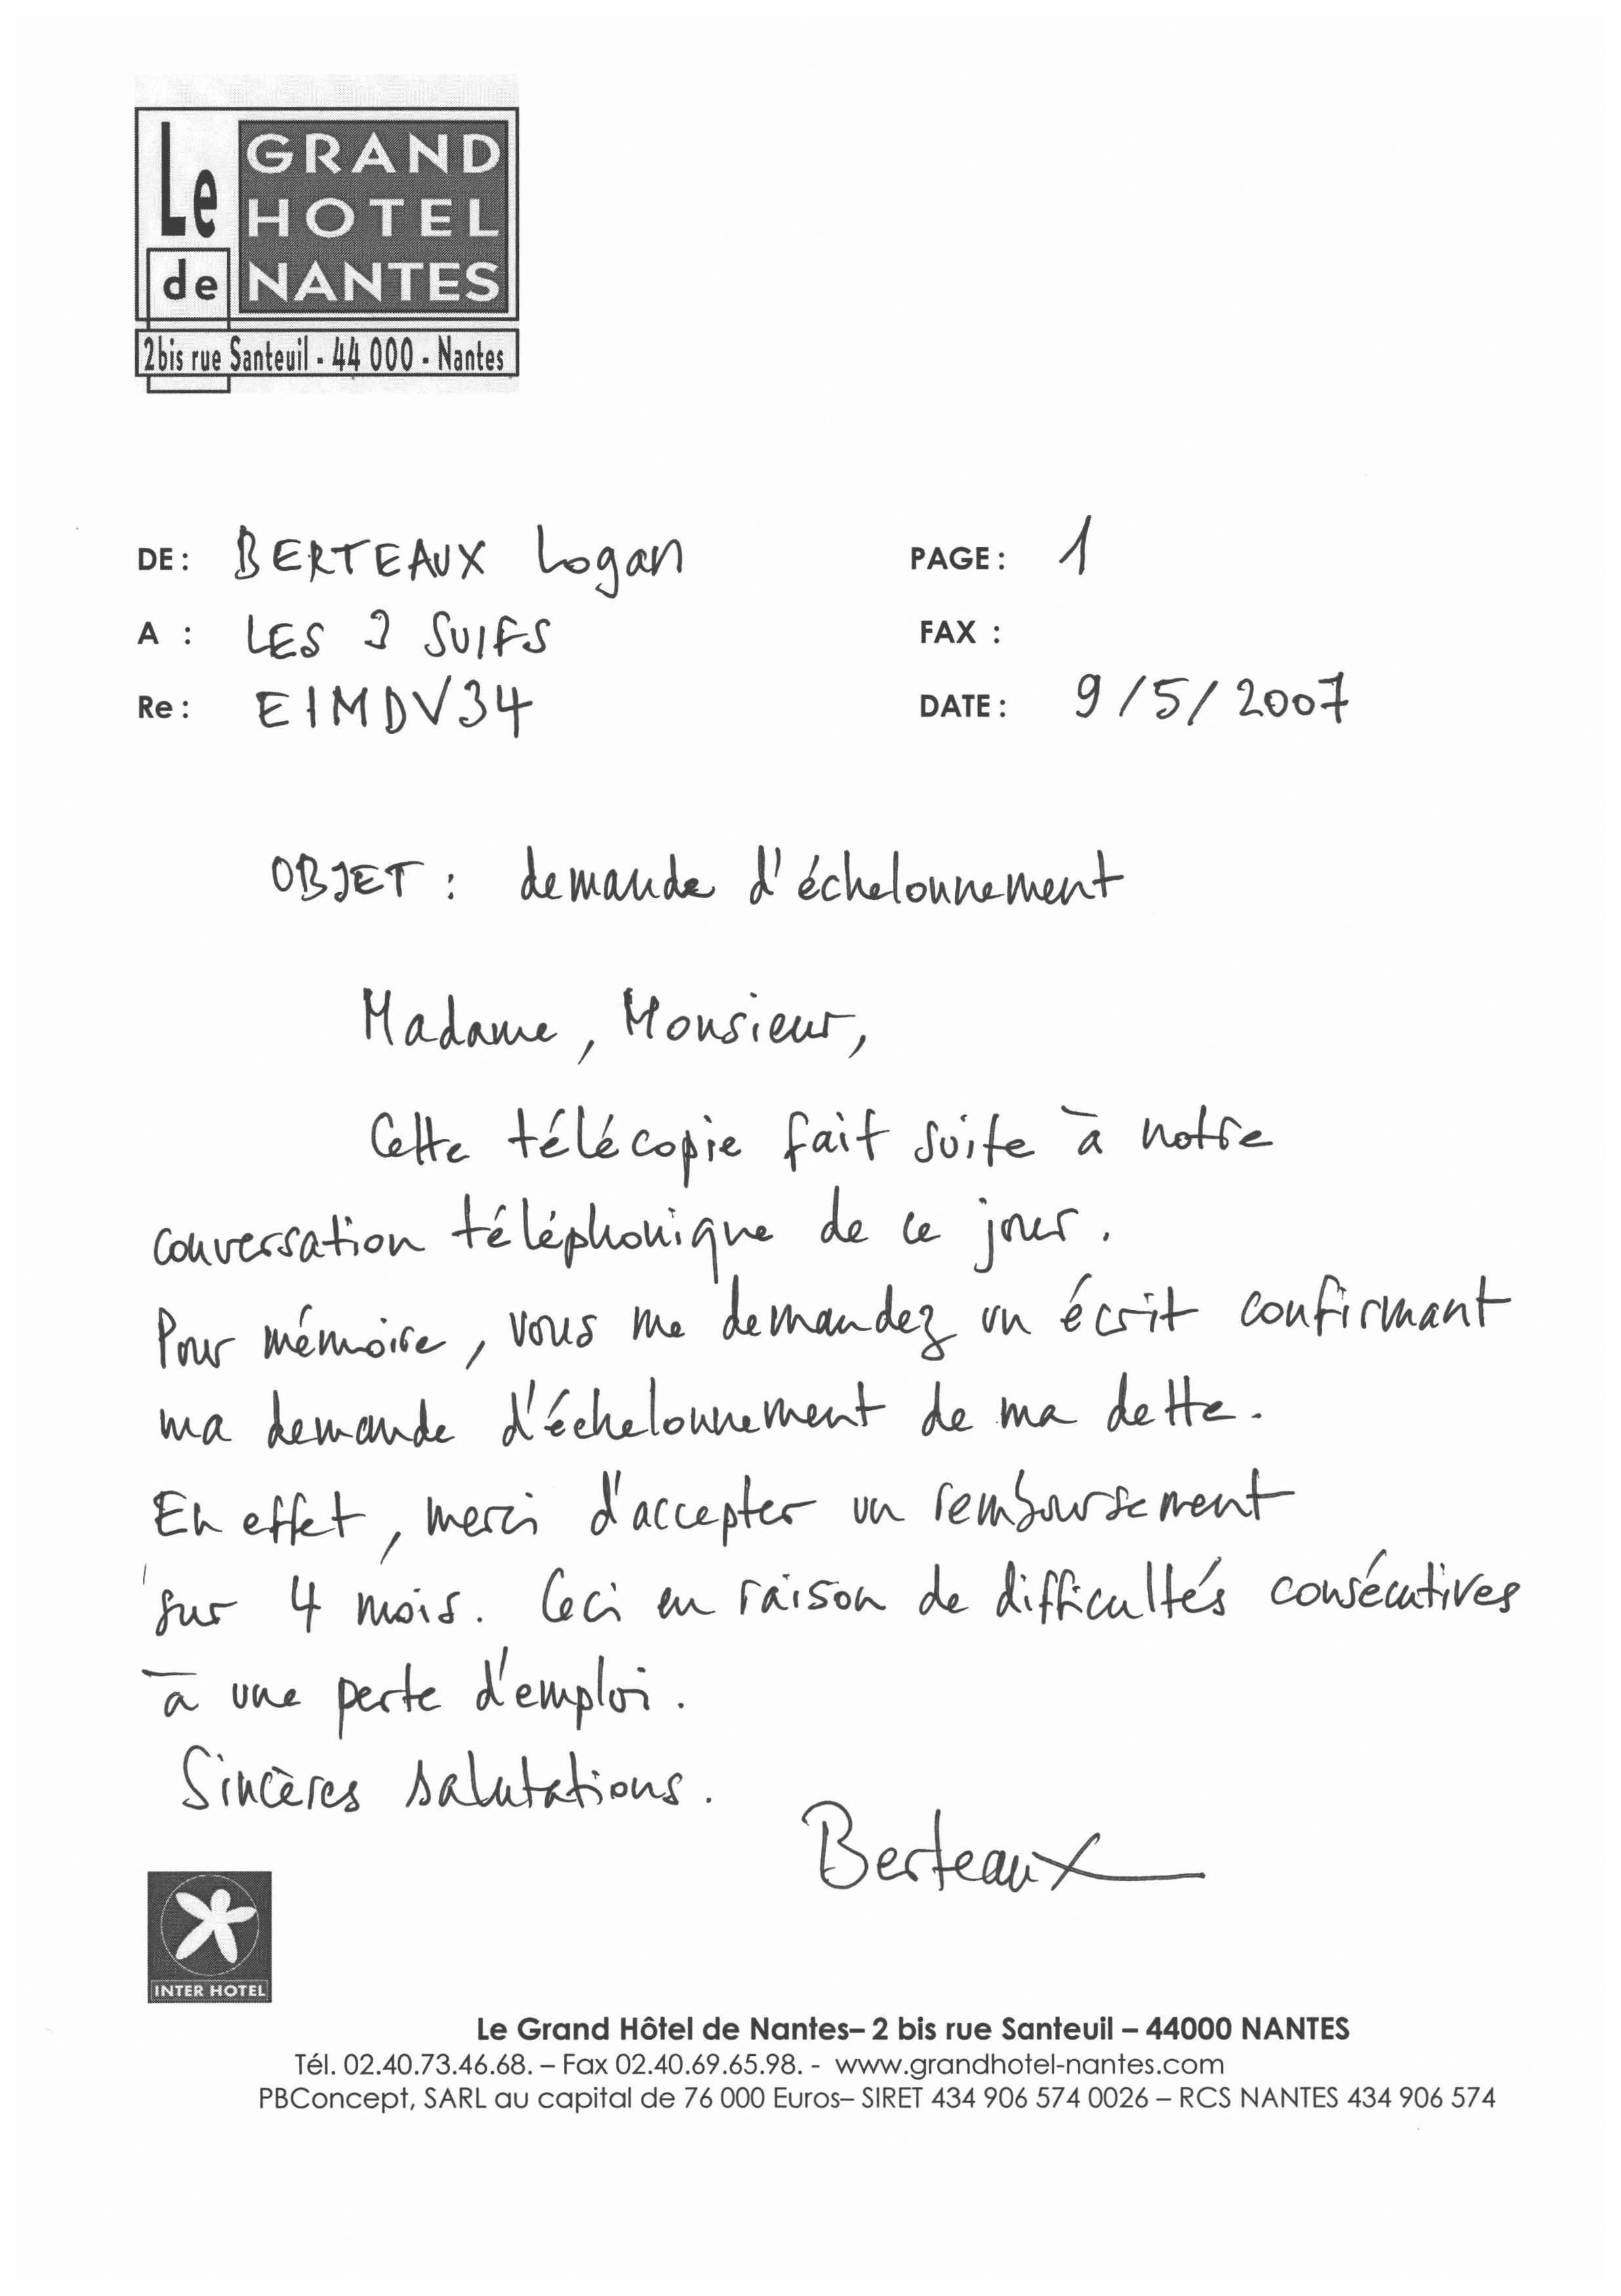 Le GRAND
HOTEL
de NANTES
2bis rue Santeuil - 44 000 - Nantes
DE : BERTEAUX Logan PAGE : 1
A : LES 3 SUIFS FAX :
Re : EIMDV34 DATE : 9/5/2007
OBJET : demande d'échelonnement
Madame, Monsieur,
Cette télécopie fait suite à notre
conversation téléphonique de ce jour.
Pour mémoire, vous me demandez un écrit confirmant
ma demande d'échelonnement de ma dette.
En effet, merci d'accepter un remboursement
sur 4 mois. Ceci en raison de difficultés consécutives
à une perte d'emploi.
Sincères salutations.
Berteaux
INTER HOTEL
Le Grand Hôtel de Nantes– 2 bis rue Santeuil – 44000 NANTES
Tél. 02.40.73.46.68. – Fax 02.40.69.65.98. - www.grandhotel-nantes.com
PBConcept, SARL au capital de 76 000 Euros– SIRET 434 906 574 0026 – RCS NANTES 434 906 574